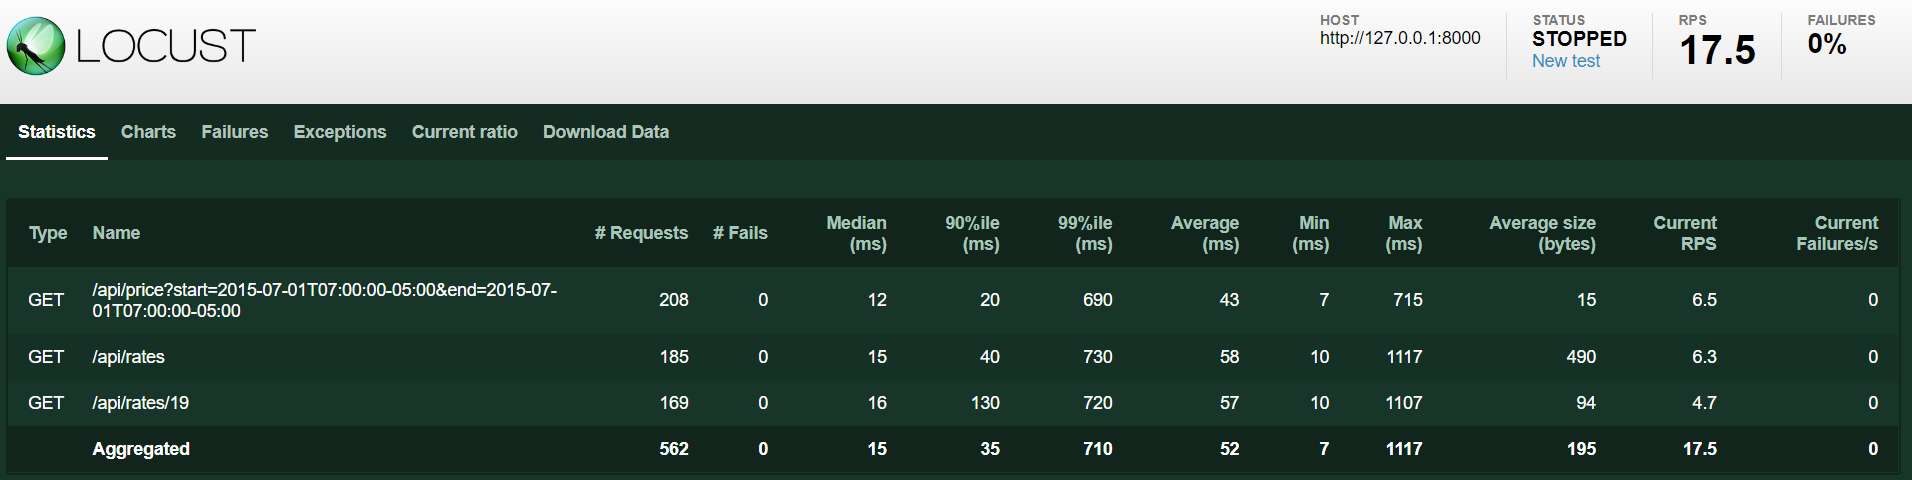 LOCUST
HOST
http://127.0.0.1:8000
STATUS
STOPPED
New test
RPS
17.5
FAILURES
0%
Statistics Charts Failures Exceptions Current ratio Download Data
Type Name # Requests # Fails Median (ms) 90%ile (ms) 99%ile (ms) Average (ms) Min (ms) Max (ms) Average size (bytes) Current RPS Current Failures/s
GET /api/price?start=2015-07-01T07:00:00-05:00&end=2015-07-
01T07:00:00-05:00 208 0 12 20 690 43 7 715 15 6.5 0
GET /api/rates 185 0 15 40 730 58 10 1117 490 6.3 0
GET /api/rates/19 169 0 16 130 720 57 10 1107 94 4.7 0
Aggregated 562 0 15 35 710 52 7 1117 195 17.5 0